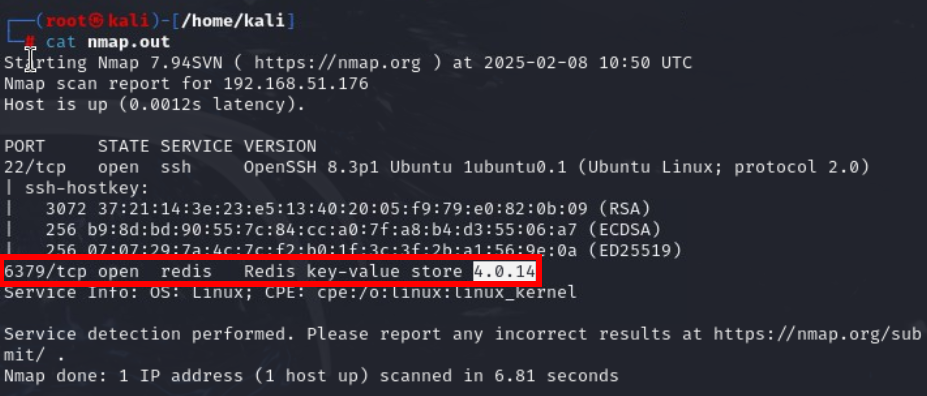 ┌──(root㉿kali)-[/home/kali]
└─# cat nmap.out
Starting Nmap 7.94SVN ( https://nmap.org ) at 2025-02-08 10:50 UTC
Nmap scan report for 192.168.51.176
Host is up (0.0012s latency).
PORT     STATE SERVICE VERSION
22/tcp   open  ssh     OpenSSH 8.3p1 Ubuntu 1ubuntu0.1 (Ubuntu Linux; protocol 2.0)
| ssh-hostkey:
|   3072 37:21:14:3e:23:e5:13:40:20:05:f9:79:e0:82:0b:09 (RSA)
|   256 b9:8d:bd:90:55:7c:84:cc:a0:7f:a8:b4:d3:55:06:a7 (ECDSA)
|   256 07:07:29:7a:4c:7c:f2:b0:1f:3c:3f:2b:a1:56:9e:0a (ED25519)
6379/tcp open  redis   Redis key-value store 4.0.14
Service Info: OS: Linux; CPE: cpe:/o:linux:linux_kernel
Service detection performed. Please report any incorrect results at https://nmap.org/sub
mit/ .
Nmap done: 1 IP address (1 host up) scanned in 6.81 seconds